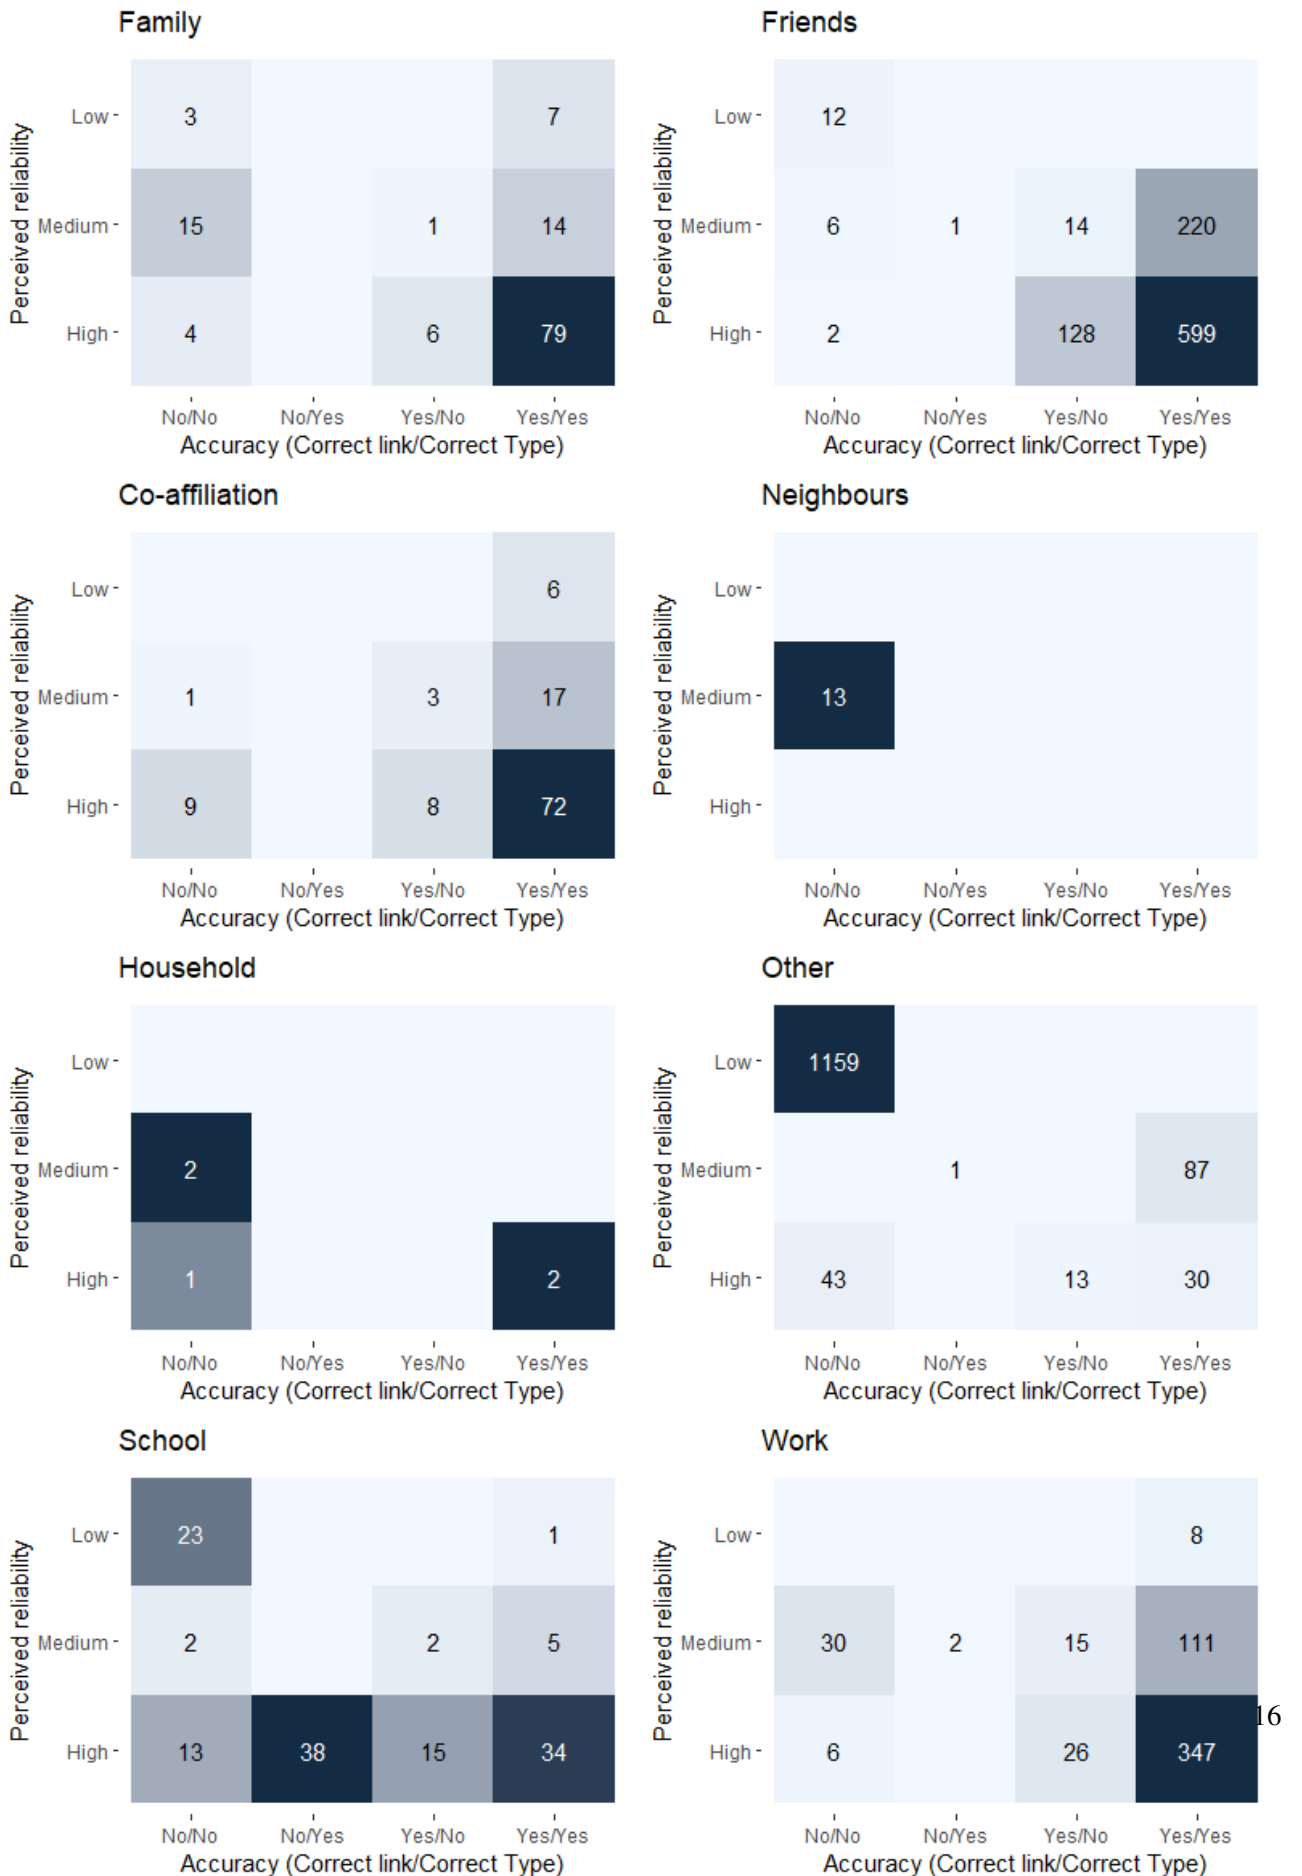 Family
Perceived reliability
Low
3
7
Medium
15
1
14
High
4
6
79
No/No No/Yes Yes/No Yes/Yes
Accuracy (Correct link/Correct Type)
Friends
Perceived reliability
Low
12
Medium
6
1
14
220
High
2
128
599
No/No No/Yes Yes/No Yes/Yes
Accuracy (Correct link/Correct Type)
Co-affiliation
Perceived reliability
Low
6
Medium
1
3
17
High
9
8
72
No/No No/Yes Yes/No Yes/Yes
Accuracy (Correct link/Correct Type)
Neighbours
Perceived reliability
Low
Medium
13
High
No/No No/Yes Yes/No Yes/Yes
Accuracy (Correct link/Correct Type)
Household
Perceived reliability
Low
Medium
2
High
1
2
No/No No/Yes Yes/No Yes/Yes
Accuracy (Correct link/Correct Type)
Other
Perceived reliability
Low
1159
Medium
1
87
High
43
13
30
No/No No/Yes Yes/No Yes/Yes
Accuracy (Correct link/Correct Type)
School
Perceived reliability
Low
23
1
Medium
2
2
5
High
13
38
15
34
No/No No/Yes Yes/No Yes/Yes
Accuracy (Correct link/Correct Type)
Work
Perceived reliability
Low
8
Medium
30
2
15
111
High
6
26
347
No/No No/Yes Yes/No Yes/Yes
Accuracy (Correct link/Correct Type)
16